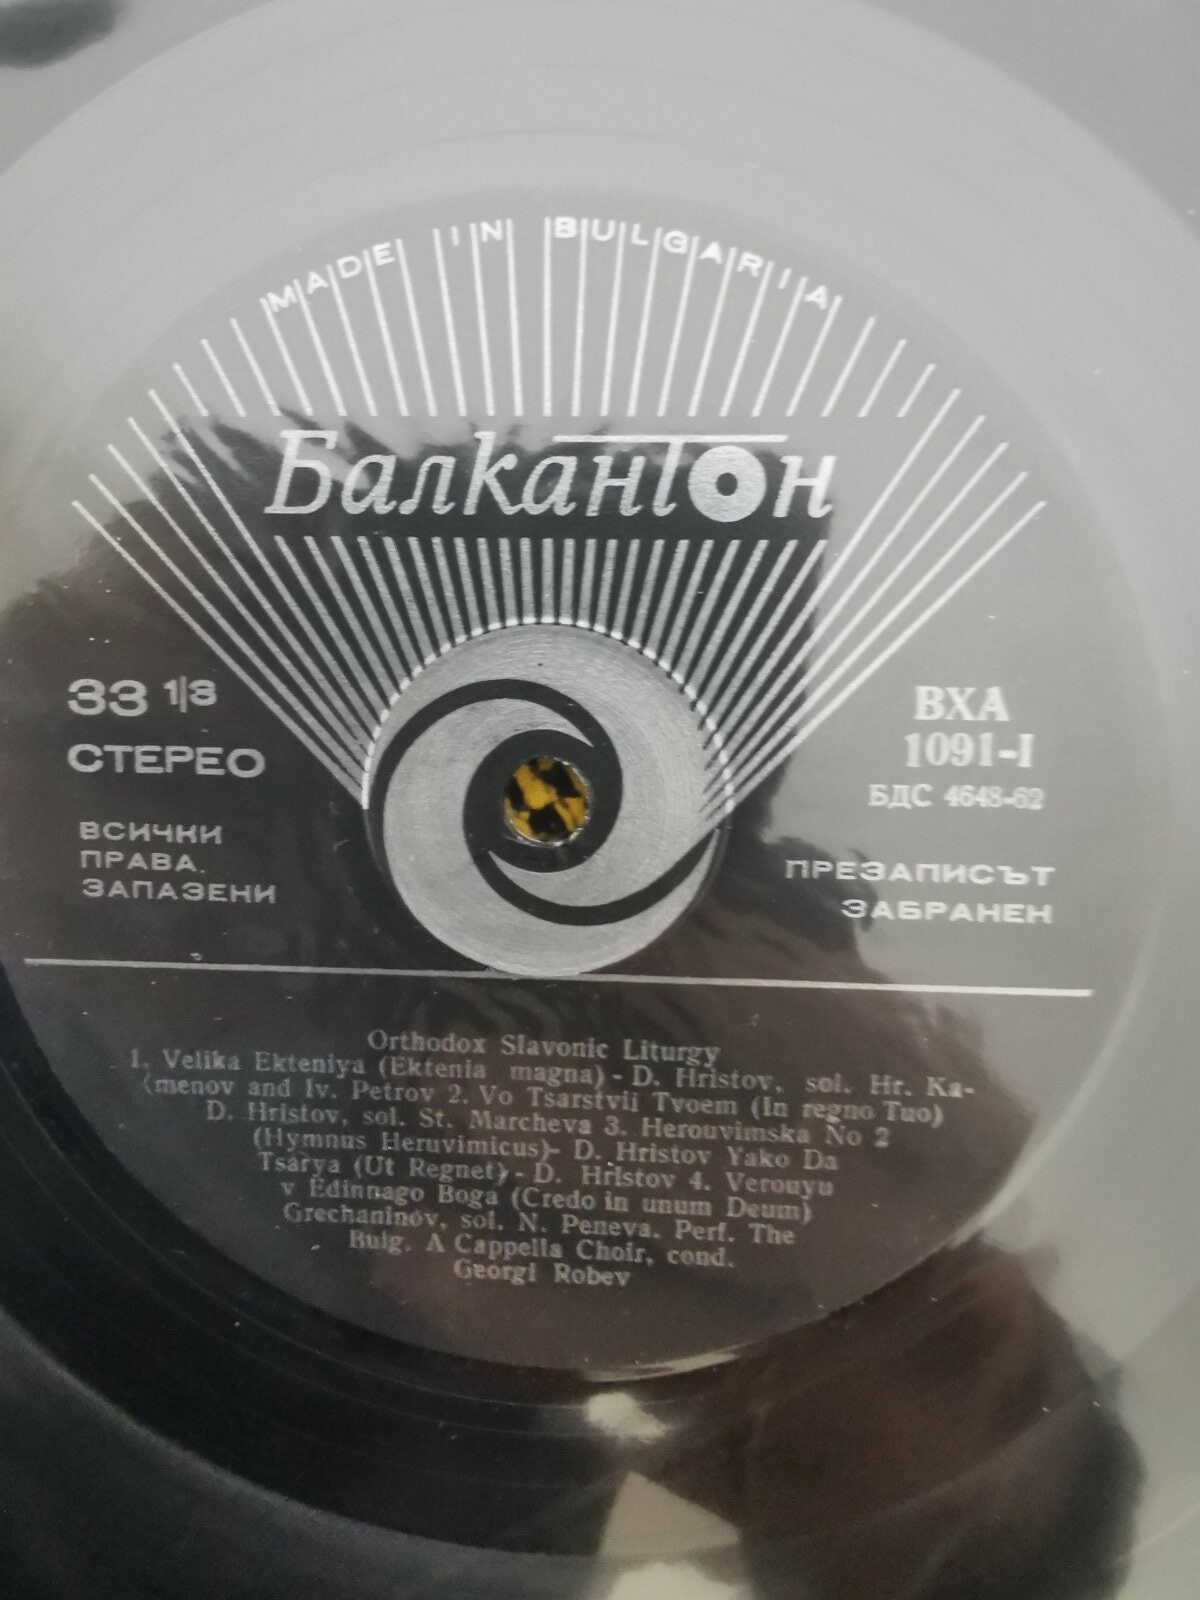 MADE IN BULGARIA
Балкантон
33 1/3
СТЕРЕО
ВСИЧКИ
ПРАВА.
ЗАПАЗЕНИ
ВХА
1091-I
БДС 4648-62
ПРЕЗАПИСЪТ
ЗАБРАНЕН
Orthodox Slavonic Liturgy
1. Velika Ekteniya (Ektenia magna) - D. Hristov, sol. Hr. Ka-
(menov and Iv. Petrov 2. Vo Tsarstvii Tvoem (In regno Tuo)
D. Hristov, sol. St. Marcheva 3. Herouvimska No 2
(Hymnus Heruvimicus)- D. Hristov Yako Da
Tsarya (Ut Regnet) - D. Hristov 4. Verouyu
v Edinnago Boga (Credo in unum Deum)
Grechaninov, sol. N. Peneva. Perf. The
Bulg. A Cappella Choir, cond.
Georgi Robev